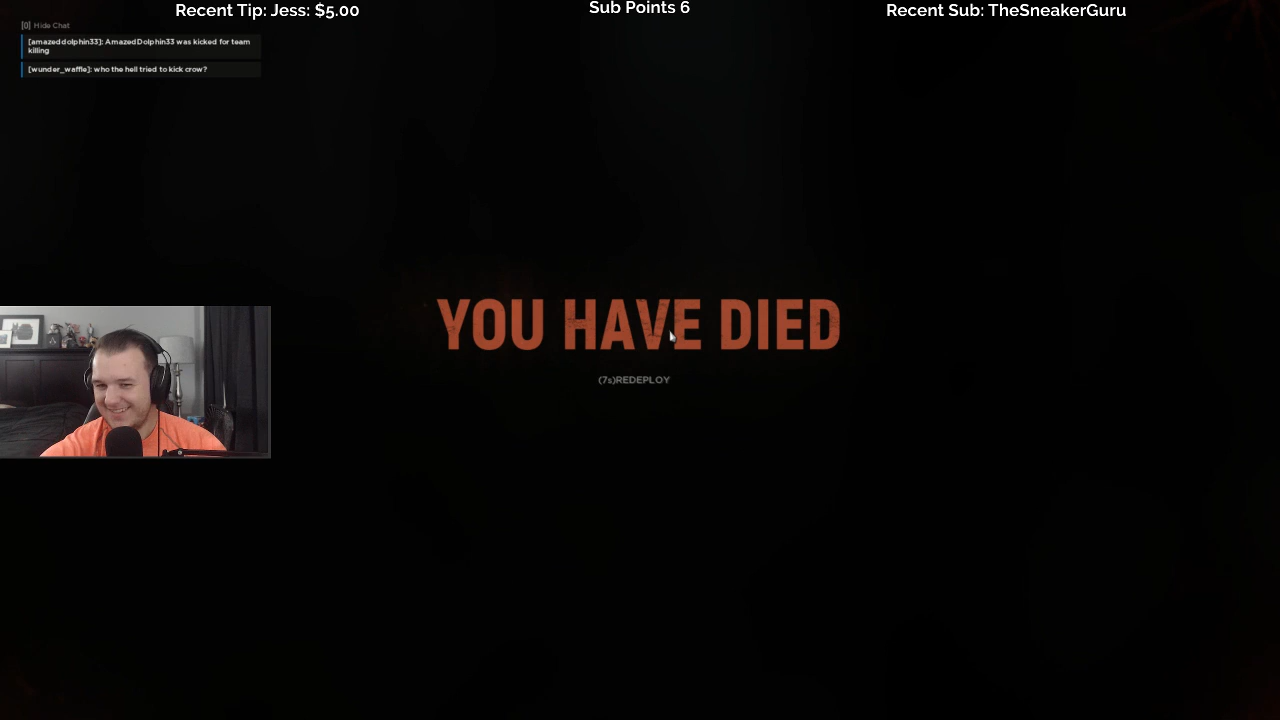 Recent Tip: Jess: $5.00
Sub Points 6
Recent Sub: TheSneakerGuru
[0] Hide Chat
[amazeddolphin33]: AmazedDolphin33 was kicked for team
killing
[wunder_waffle]: who the hell tried to kick crow?
YOU HAVE DIED
(7s)REDEPLOY